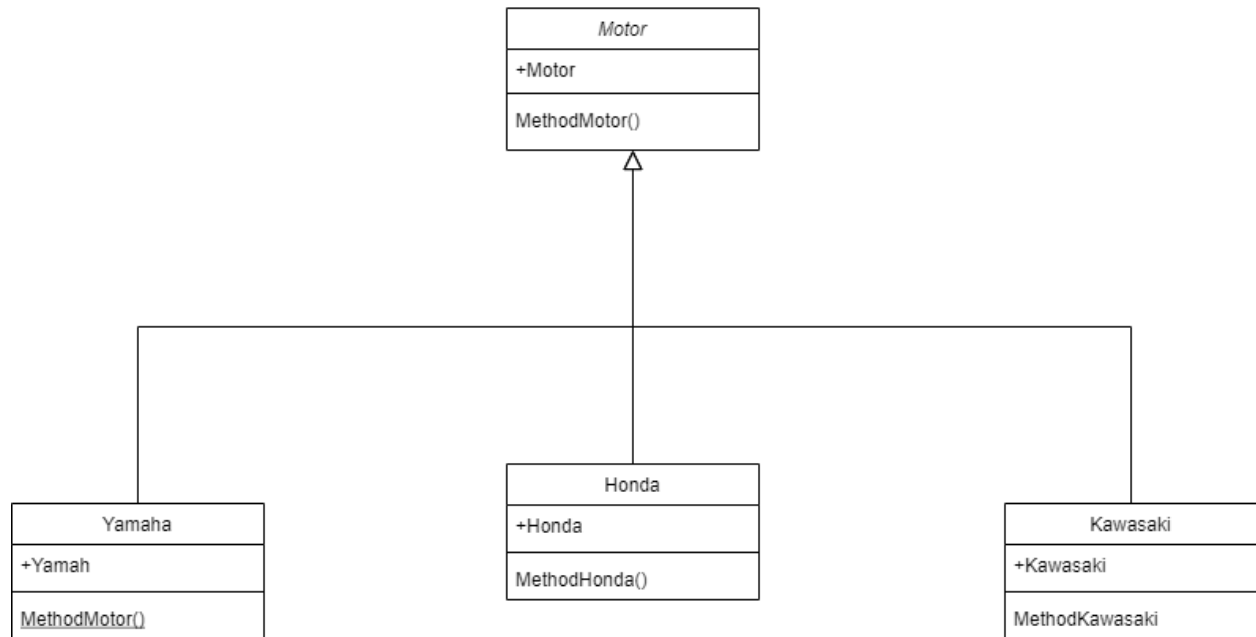 Motor
+Motor
MethodMotor()
Honda
+Honda
MethodHonda()
Yamaha
+Yamah
MethodMotor()
Kawasaki
+Kawasaki
MethodKawasaki